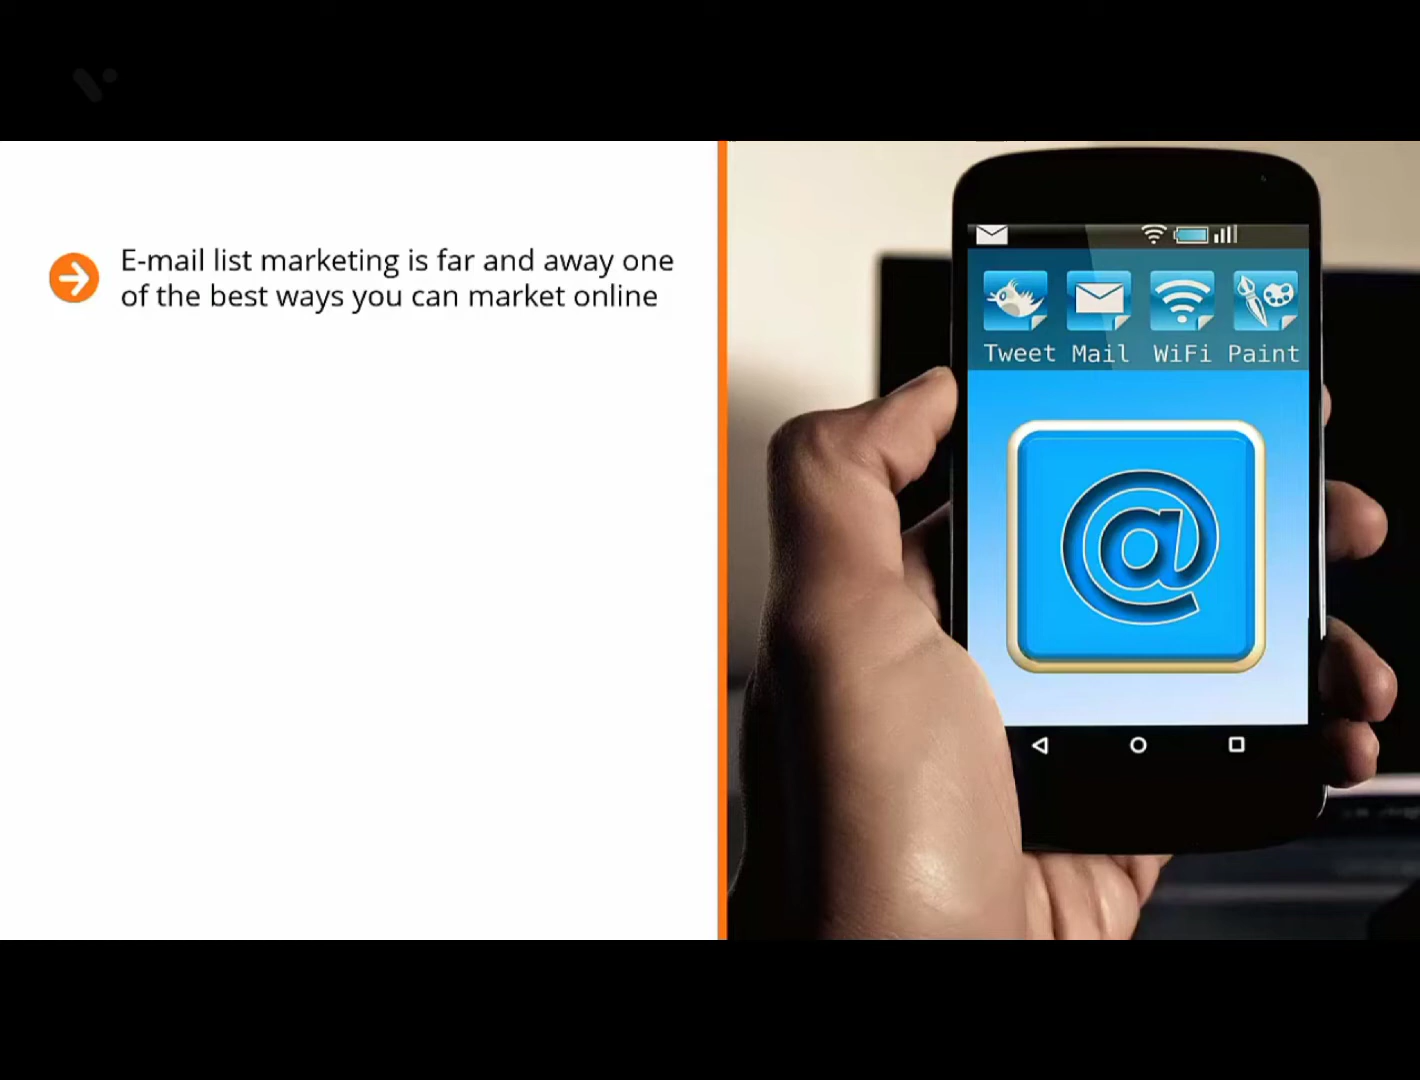 E-mail list marketing is far and away one
of the best ways you can market online
Tweet Mail WiFi Paint
@